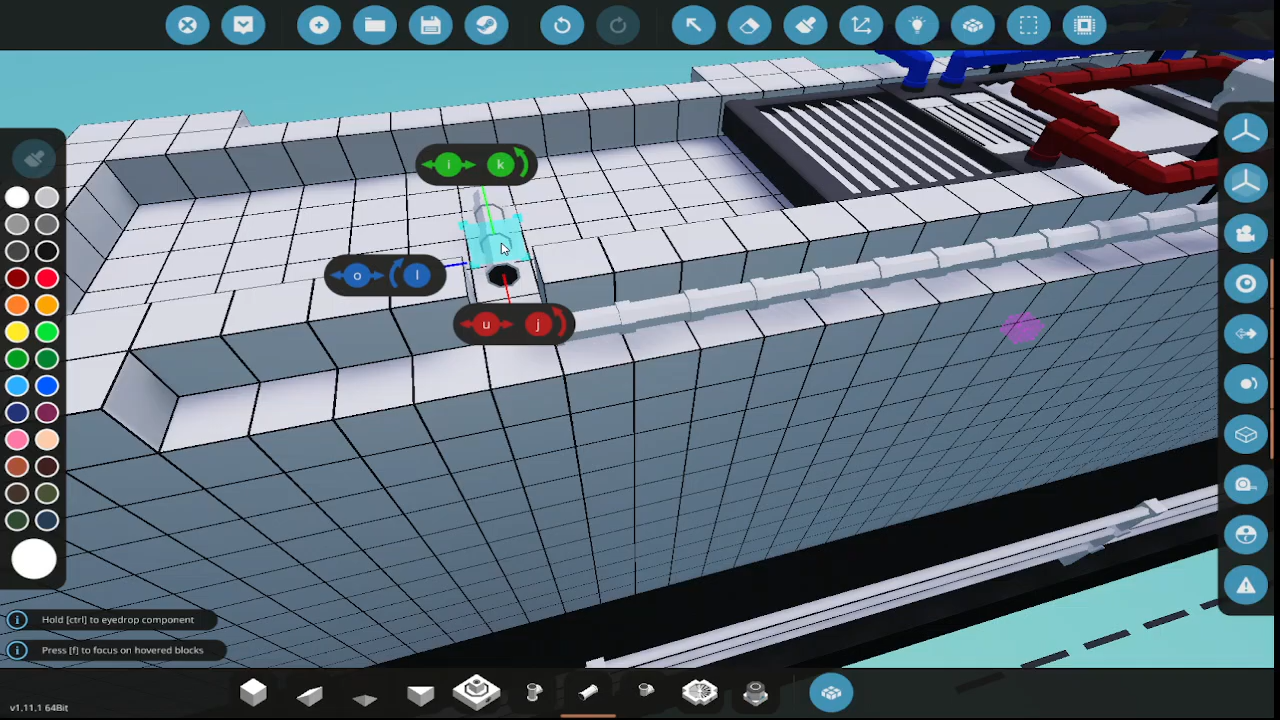 i k
o l
u j
Hold [ctrl] to eyedrop component
Press [f] to focus on hovered blocks
v1.11.1 64Bit